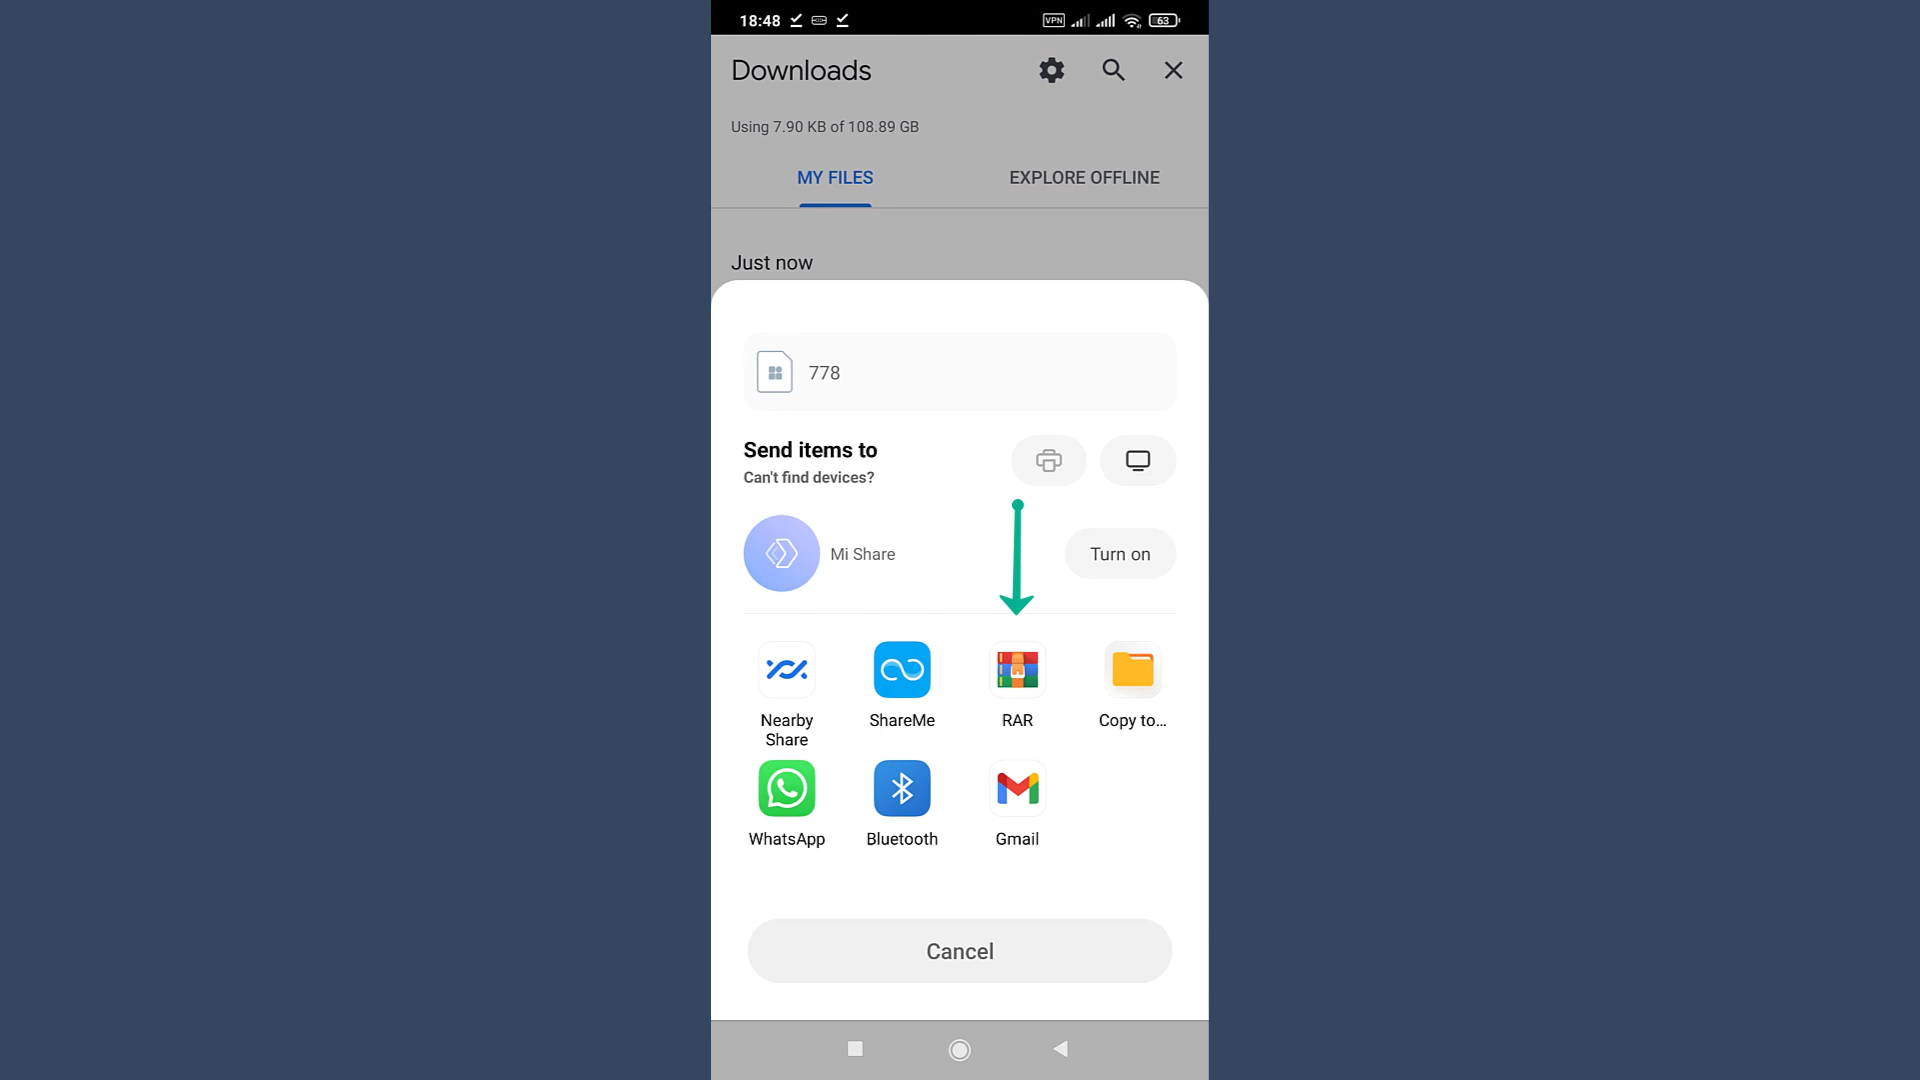 18:48
VPN
63
Downloads
Using 7.90 KB of 108.89 GB
MY FILES
EXPLORE OFFLINE
Just now
778
Send items to
Can't find devices?
Mi Share
Turn on
Nearby
Share
ShareMe
RAR
Copy to...
WhatsApp
Bluetooth
Gmail
Cancel